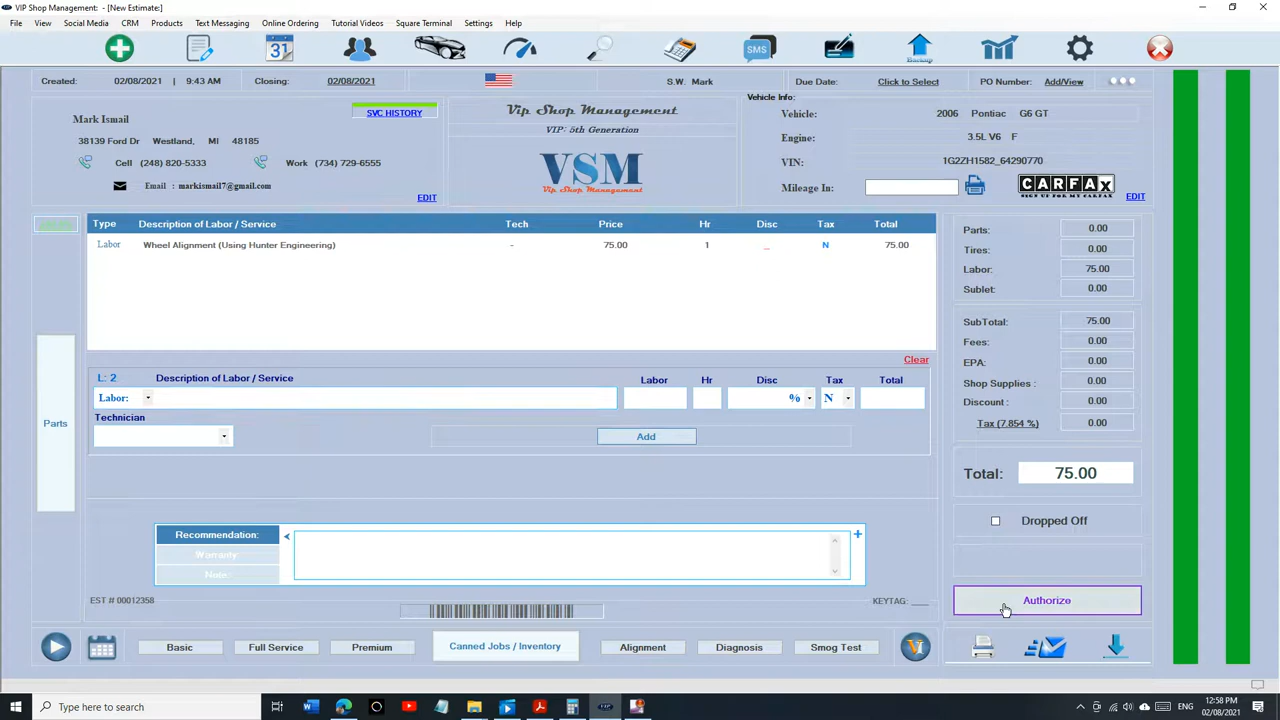 VIP Shop Management: - [New Estimate:]
File View Social Media CRM Products Text Messaging Online Ordering Tutorial Videos Square Terminal Settings Help
31 SMS Backup
Created: 02/08/2021 | 9:43 AM Closing: 02/08/2021 S.W. Mark Due Date: Click to Select PO Number: Add/View
Mark Ismail
SVC HISTORY
38139 Ford Dr Westland, MI 48185
Cell (248) 820-5333 Work (734) 729-6555
Email : markismail7@gmail.com
EDIT
Vip Shop Management
VIP: 5th Generation
VSM
Vip Shop Management
Vehicle Info:
Vehicle: 2006 Pontiac G6 GT
Engine: 3.5L V6 F
VIN: 1G2ZH1582_64290770
Mileage In:
CARFAX
SIGN UP FOR MY CARFAX
EDIT
Type Description of Labor / Service Tech Price Hr Disc Tax Total
Labor Wheel Alignment (Using Hunter Engineering) - 75.00 1 _ N 75.00
Clear
Parts
L: 2 Description of Labor / Service Labor Hr Disc Tax Total
Labor: % N
Technician
Add
Recommendation:
Warranty:
Note:
< +
EST # 00012358
KEYTAG: ___
Parts: 0.00
Tires: 0.00
Labor: 75.00
Sublet: 0.00
SubTotal: 75.00
Fees: 0.00
EPA: 0.00
Shop Supplies : 0.00
Discount : 0.00
Tax (7.854 %) 0.00
Total: 75.00
Dropped Off
Authorize
Basic Full Service Premium Canned Jobs / Inventory Alignment Diagnosis Smog Test
Type here to search
ENG
12:58 PM
02/08/2021